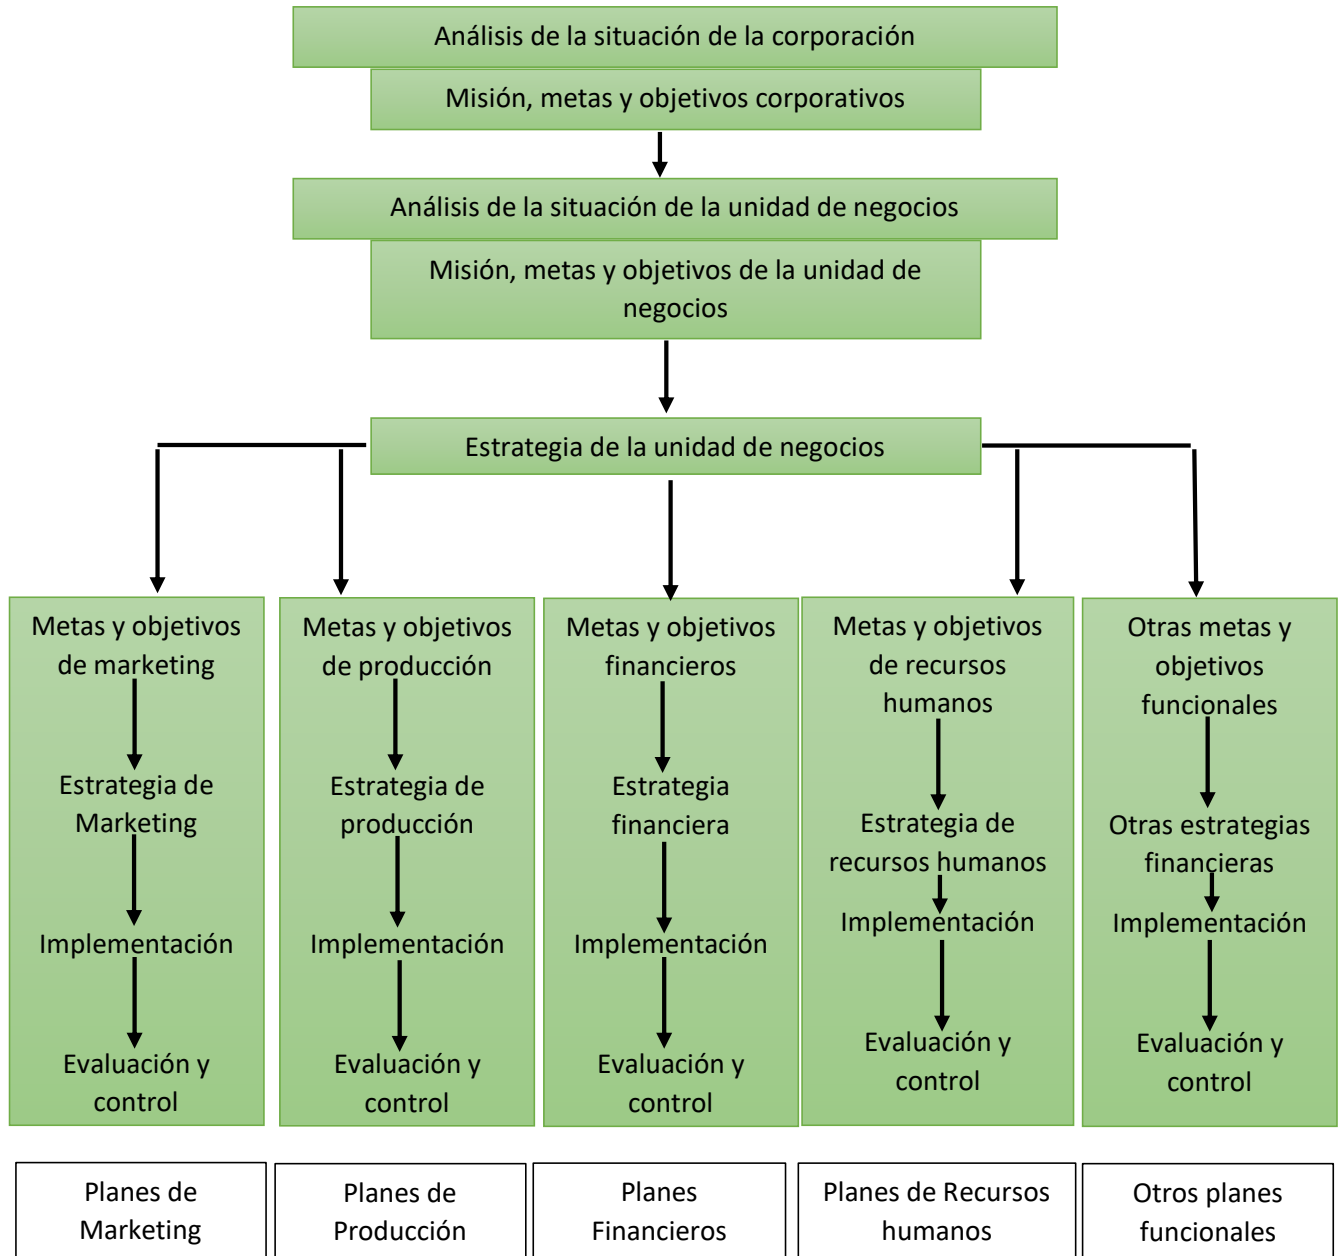 Análisis de la situación de la corporación
Misión, metas y objetivos corporativos
Análisis de la situación de la unidad de negocios
Misión, metas y objetivos de la unidad de
negocios
Estrategia de la unidad de negocios
Metas y objetivos
de marketing
Estrategia de
Marketing
Implementación
Evaluación y
control
Metas y objetivos
de producción
Estrategia de
producción
Implementación
Evaluación y
control
Metas y objetivos
financieros
Estrategia
financiera
Implementación
Evaluación y
control
Metas y objetivos
de recursos
humanos
Estrategia de
recursos humanos
Implementación
Evaluación y
control
Otras metas y
objetivos
funcionales
Otras estrategias
financieras
Implementación
Evaluación y
control
Planes de
Marketing
Planes de
Producción
Planes
Financieros
Planes de Recursos
humanos
Otros planes
funcionales